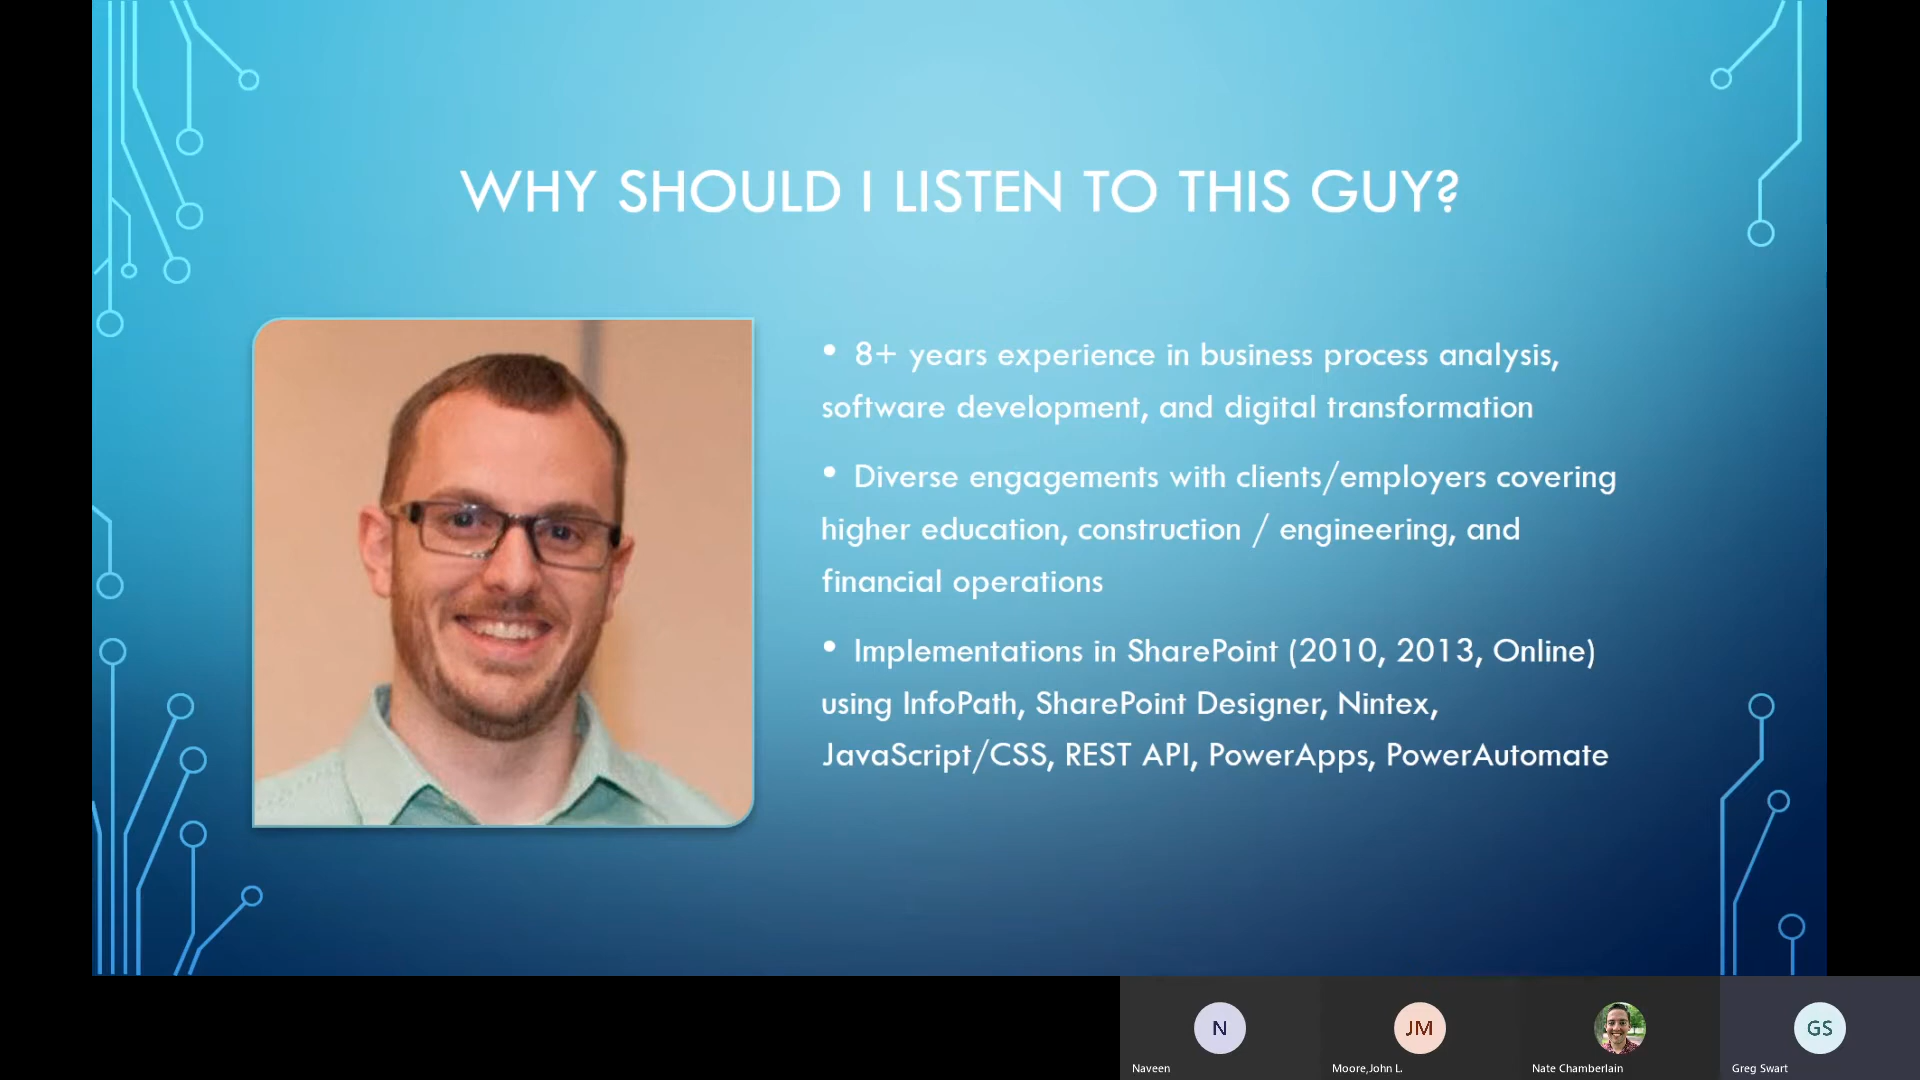 WHY SHOULD I LISTEN TO THIS GUY?
• 8+ years experience in business process analysis,
software development, and digital transformation
• Diverse engagements with clients/employers covering
higher education, construction / engineering, and
financial operations
• Implementations in SharePoint (2010, 2013, Online)
using InfoPath, SharePoint Designer, Nintex,
JavaScript/CSS, REST API, PowerApps, PowerAutomate
N
JM
GS
Naveen
Moore,John L.
Nate Chamberlain
Greg Swart